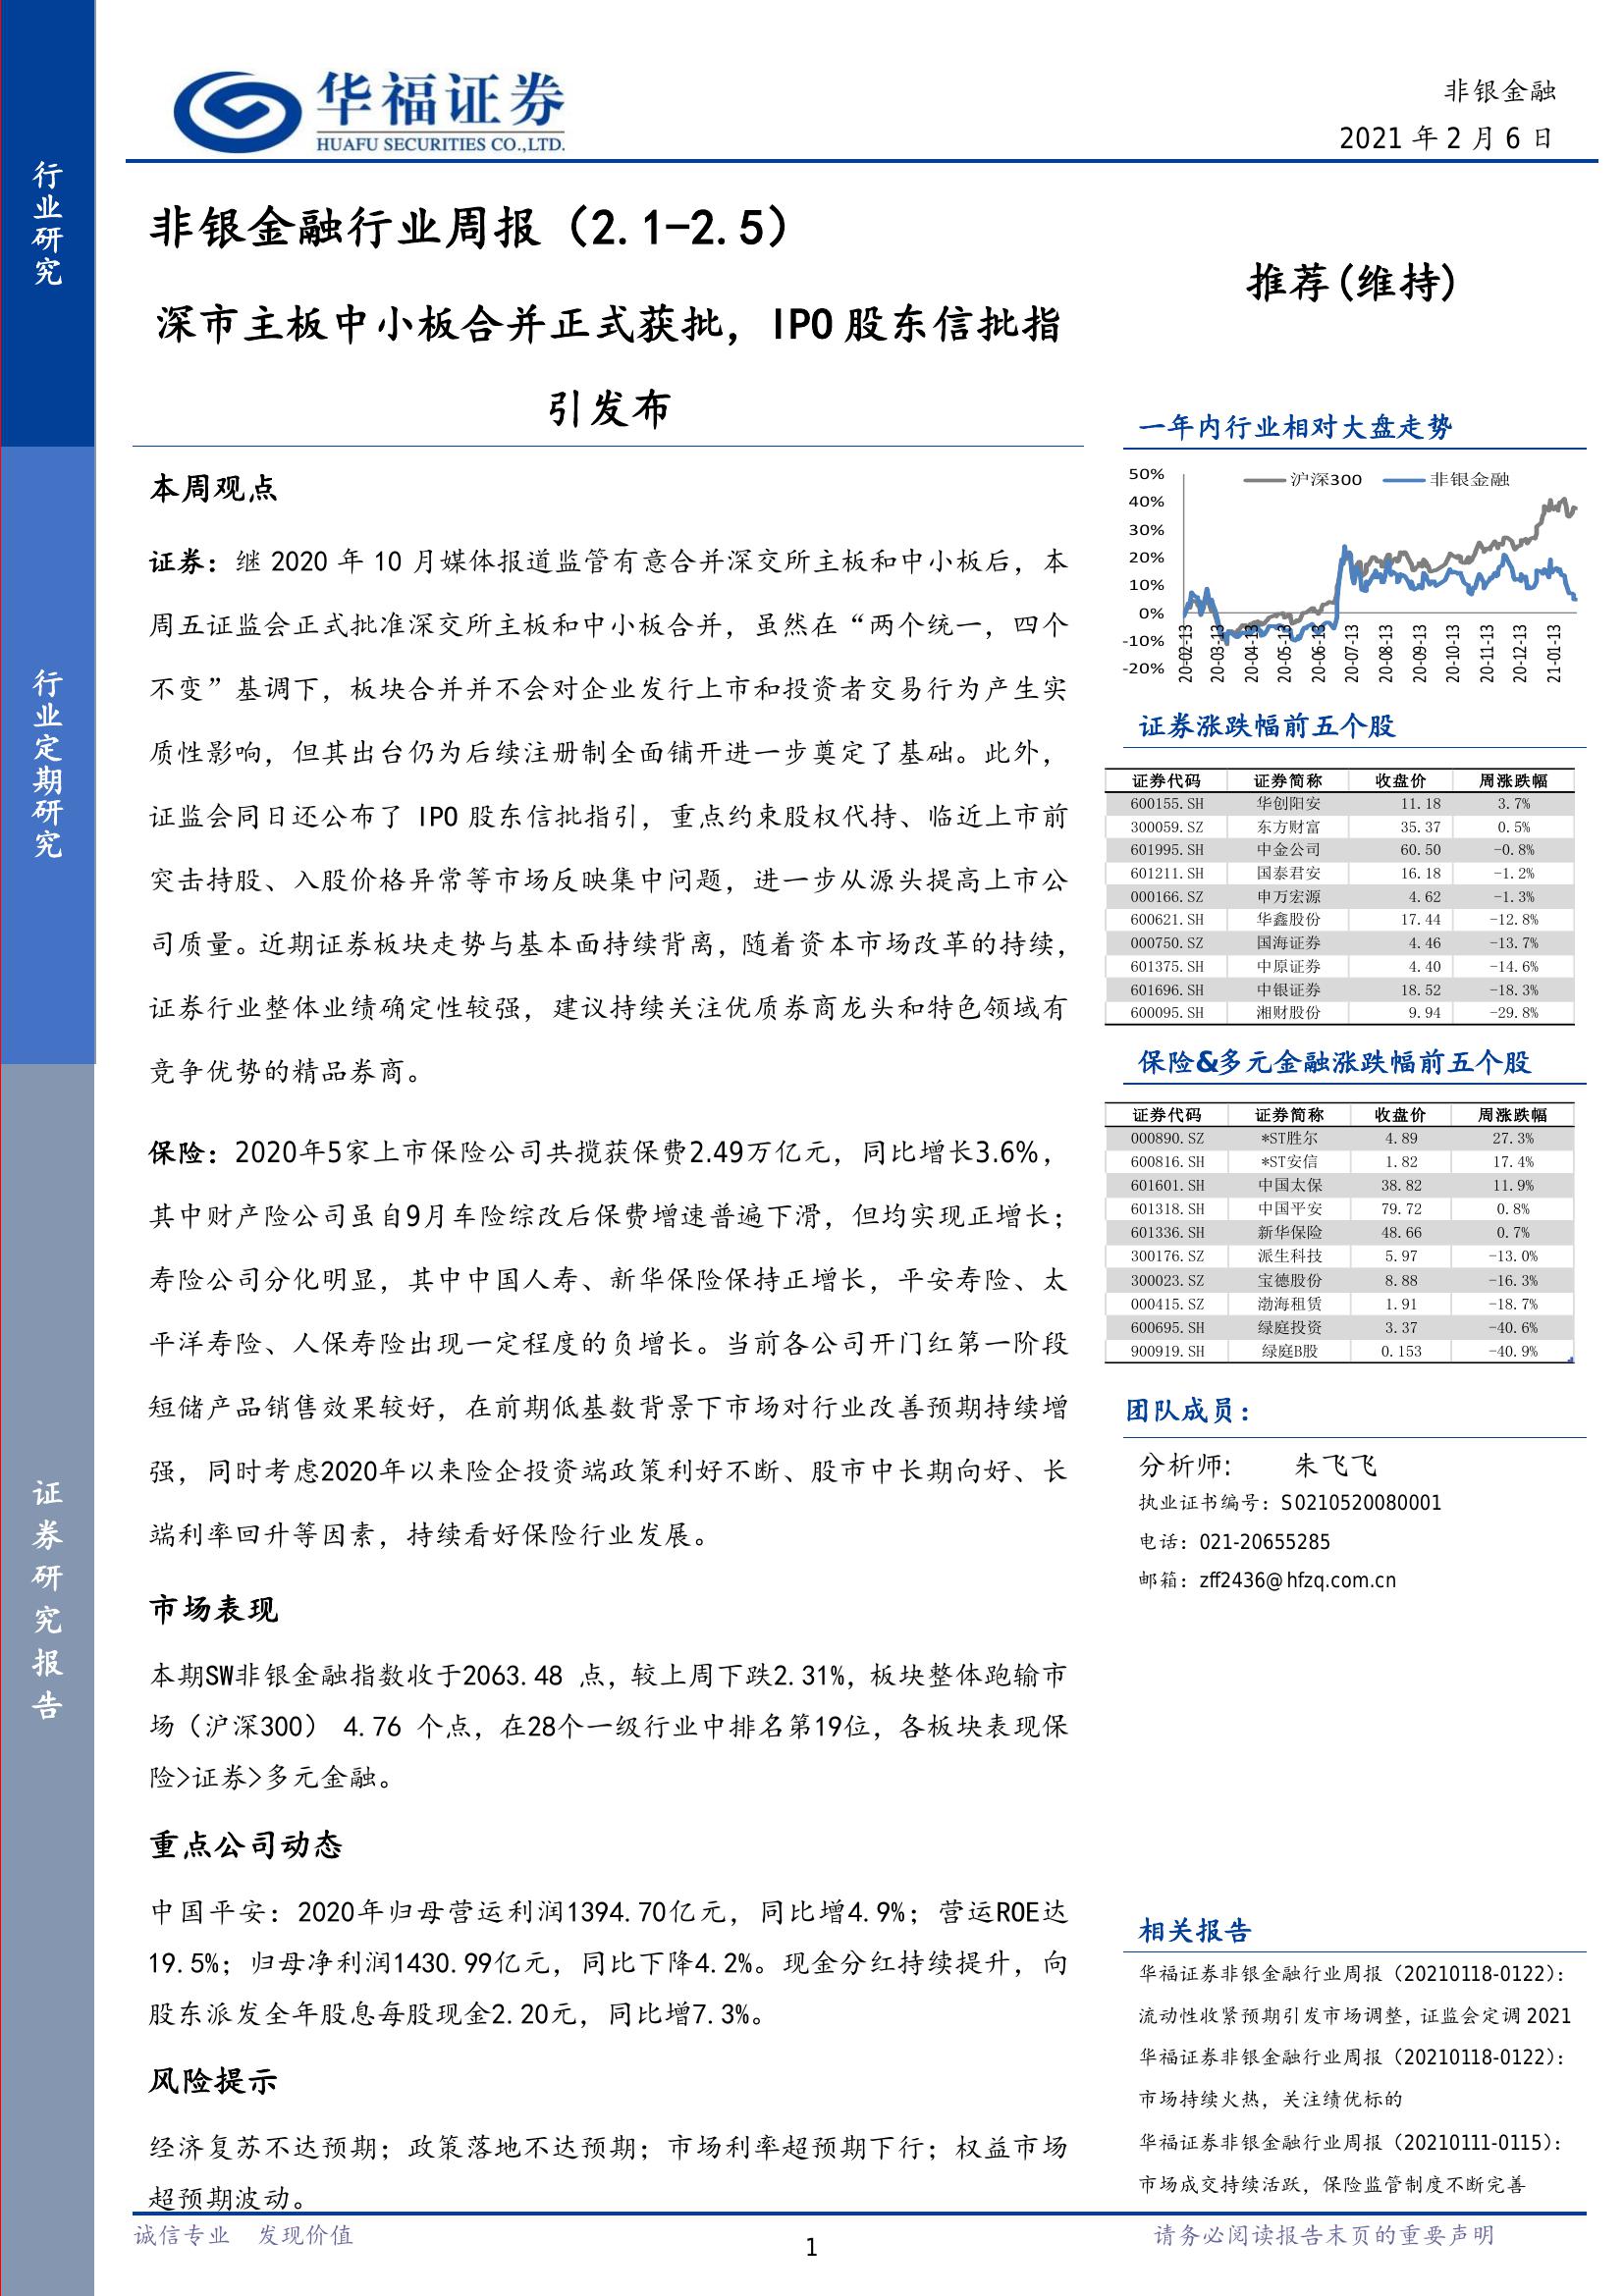 华福证券
HUAFU SECURITIES CO.,LTD.
非银金融
2021 年 2 月 6 日
行业研究
行业定期研究
证券研究报告
非银金融行业周报（2.1-2.5）
深市主板中小板合并正式获批，IPO 股东信批指
引发布
本周观点
证券：继 2020 年 10 月媒体报道监管有意合并深交所主板和中小板后，本
周五证监会正式批准深交所主板和中小板合并，虽然在“两个统一，四个
不变”基调下，板块合并并不会对企业发行上市和投资者交易行为产生实
质性影响，但其出台仍为后续注册制全面铺开进一步奠定了基础。此外，
证监会同日还公布了 IPO 股东信批指引，重点约束股权代持、临近上市前
突击持股、入股价格异常等市场反映集中问题，进一步从源头提高上市公
司质量。近期证券板块走势与基本面持续背离，随着资本市场改革的持续，
证券行业整体业绩确定性较强，建议持续关注优质券商龙头和特色领域有
竞争优势的精品券商。
保险：2020年5家上市保险公司共揽获保费2.49万亿元，同比增长3.6%，
其中财产险公司虽自9月车险综改后保费增速普遍下滑，但均实现正增长；
寿险公司分化明显，其中中国人寿、新华保险保持正增长，平安寿险、太
平洋寿险、人保寿险出现一定程度的负增长。当前各公司开门红第一阶段
短储产品销售效果较好，在前期低基数背景下市场对行业改善预期持续增
强，同时考虑2020年以来险企投资端政策利好不断、股市中长期向好、长
端利率回升等因素，持续看好保险行业发展。
市场表现
本期SW非银金融指数收于2063.48 点，较上周下跌2.31%，板块整体跑输市
场（沪深300） 4.76 个点，在28个一级行业中排名第19位，各板块表现保
险>证券>多元金融。
重点公司动态
中国平安：2020年归母营运利润1394.70亿元，同比增4.9%；营运ROE达
19.5%；归母净利润1430.99亿元，同比下降4.2%。现金分红持续提升，向
股东派发全年股息每股现金2.20元，同比增7.3%。
风险提示
经济复苏不达预期；政策落地不达预期；市场利率超预期下行；权益市场
超预期波动。
推荐(维持)
一年内行业相对大盘走势
沪深300 非银金融
50%
40%
30%
20%
10%
0%
-10%
-20%
20-02-13
20-03-13
20-04-13
20-05-13
20-06-13
20-07-13
20-08-13
20-09-13
20-10-13
20-11-13
20-12-13
21-01-13
证券涨跌幅前五个股
证券代码 证券简称 收盘价 周涨跌幅
600155.SH 华创阳安 11.18 3.7%
300059.SZ 东方财富 35.37 0.5%
601995.SH 中金公司 60.50 -0.8%
601211.SH 国泰君安 16.18 -1.2%
000166.SZ 申万宏源 4.62 -1.3%
600621.SH 华鑫股份 17.44 -12.8%
000750.SZ 国海证券 4.46 -13.7%
601375.SH 中原证券 4.40 -14.6%
601696.SH 中银证券 18.52 -18.3%
600095.SH 湘财股份 9.94 -29.8%
保险&多元金融涨跌幅前五个股
证券代码 证券简称 收盘价 周涨跌幅
000890.SZ *ST胜尔 4.89 27.3%
600816.SH *ST安信 1.82 17.4%
601601.SH 中国太保 38.82 11.9%
601318.SH 中国平安 79.72 0.8%
601336.SH 新华保险 48.66 0.7%
300176.SZ 派生科技 5.97 -13.0%
300023.SZ 宝德股份 8.88 -16.3%
000415.SZ 渤海租赁 1.91 -18.7%
600695.SH 绿庭投资 3.37 -40.6%
900919.SH 绿庭B股 0.153 -40.9%
团队成员：
分析师: 朱飞飞
执业证书编号：S0210520080001
电话：021-20655285
邮箱：zff2436@hfzq.com.cn
相关报告
华福证券非银金融行业周报（20210118-0122）：
流动性收紧预期引发市场调整，证监会定调 2021
华福证券非银金融行业周报（20210118-0122）：
市场持续火热，关注绩优标的
华福证券非银金融行业周报（20210111-0115）：
市场成交持续活跃，保险监管制度不断完善
诚信专业 发现价值
1
请务必阅读报告末页的重要声明